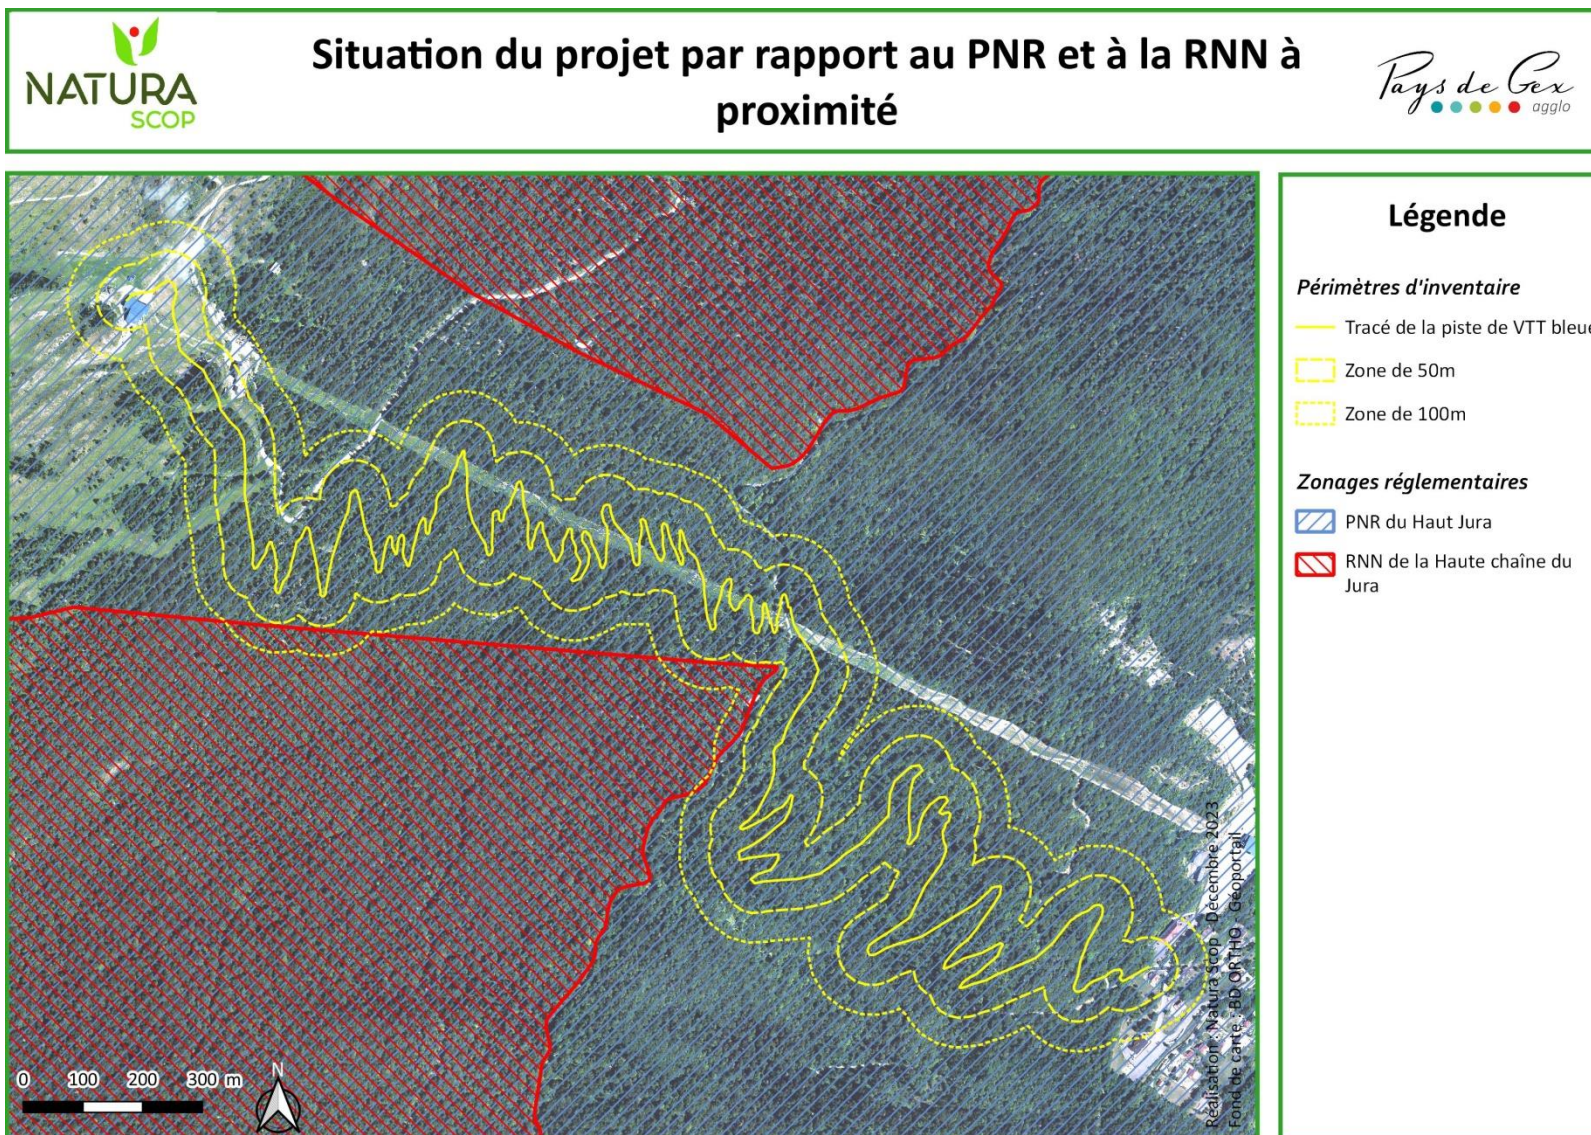 NATURA
SCOP
Situation du projet par rapport au PNR et à la RNN à
proximité
Pays de Gex
agglo
Légende
Périmètres d'inventaire
Tracé de la piste de VTT bleue
Zone de 50m
Zone de 100m
Zonages réglementaires
PNR du Haut Jura
RNN de la Haute chaîne du
Jura
Réalisation : Natura Scop - Décembre 2023
Fond de carte : BD ORTHO - Géoportail
0 100 200 300 m
N